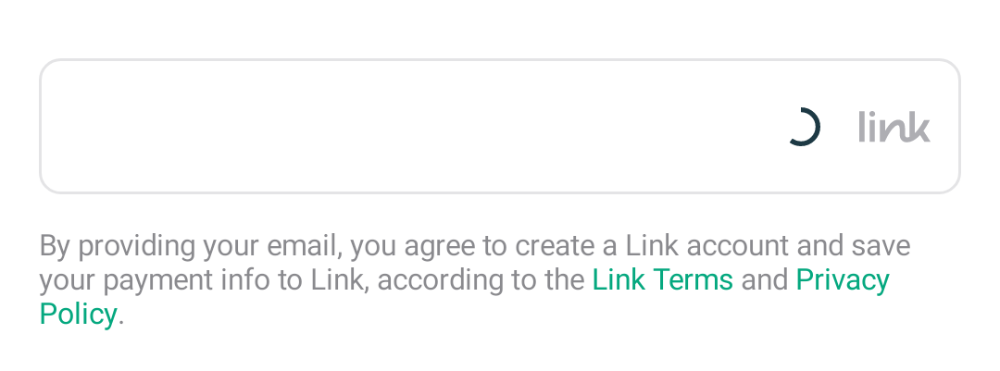 link
By providing your email, you agree to create a Link account and save
your payment info to Link, according to the Link Terms and Privacy
Policy.